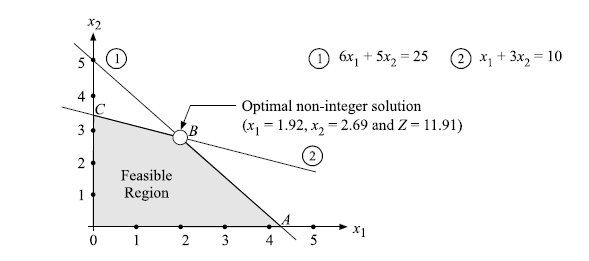 x₂
① ① 6x₁ + 5x₂ = 25 ② x₁ + 3x₂ = 10
5
4
C
Optimal non-integer solution
(x₁ = 1.92, x₂ = 2.69 and Z = 11.91)
3
B
②
2
Feasible
Region
1
A
x₁
0 1 2 3 4 5